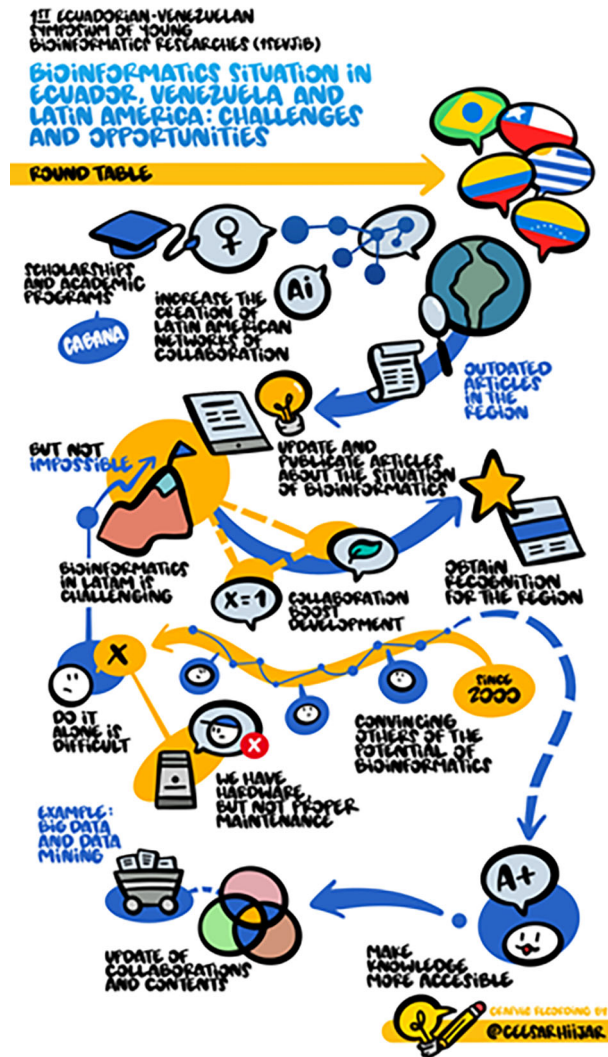 1ST ECUADORIAN-VENEZUELAN
SYMPOSIUM OF YOUNG
BIOINFORMATICS RESEARCHES (1SEVJIB)
BIOINFORMATICS SITUATION IN
ECUADOR, VENEZUELA AND
LATIN AMERICA: CHALLENGES
AND OPPORTUNITIES
ROUND TABLE
SCHOLARSHIPS
AND ACADEMIC
PROGRAMS
CABANA
Ai
INCREASE THE
CREATION OF
LATIN AMERICAN
NETWORKS OF
COLLABORATION
OUTDATED
ARTICLES
IN THE
REGION
UPDATE AND
PUBLICATE ARTICLES
ABOUT THE SITUATION
OF BIOINFORMATICS
BUT NOT
IMPOSSIBLE
BIOINFORMATICS
IN LATAM IS
CHALLENGING
X=1
COLLABORATION
BOOST
DEVELOPMENT
OBTAIN
RECOGNITION
FOR THE REGION
X
DO IT
ALONE IS
DIFFICULT
SINCE
2000
CONVINCING
OTHERS OF THE
POTENTIAL OF
BIOINFORMATICS
X
WE HAVE
HARDWARE,
BUT NOT PROPER
MAINTENANCE
EXAMPLE:
BIG DATA
AND DATA
MINING
UPDATE OF
COLLABORATIONS
AND CONTENTS
A+
MAKE
KNOWLEDGE
MORE ACCESIBLE
GRAPHIC RECORDING BY
@CEESARHIIJAR